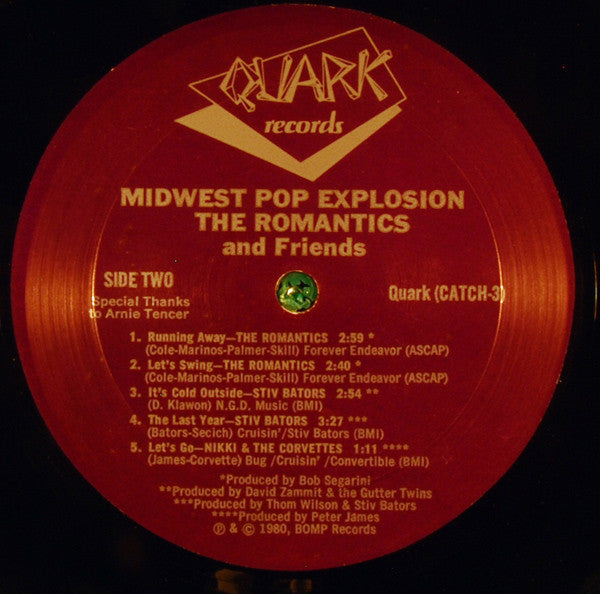 QUARK
records
MIDWEST POP EXPLOSION
THE ROMANTICS
and Friends
SIDE TWO
Special Thanks
to Arnie Tencer
Quark (CATCH-3)
1. Running Away—THE ROMANTICS 2:59 *
(Cole-Marinos-Palmer-Skill) Forever Endeavor (ASCAP)
2. Let's Swing—THE ROMANTICS 2:40 *
(Cole-Marinos-Palmer-Skill) Forever Endeavor (ASCAP)
3. It's Cold Outside—STIV BATORS 2:54 **
(D. Klawon) N.G.D. Music (BMI)
4. The Last Year—STIV BATORS 3:27 ***
(Bators-Secich) Cruisin'/Stiv Bators (BMI)
5. Let's Go—NIKKI & THE CORVETTES 1:11 ****
(James-Corvette) Bug /Cruisin' /Convertible (BMI)
*Produced by Bob Segarini
**Produced by David Zammit & the Gutter Twins
***Produced by Thom Wilson & Stiv Bators
****Produced by Peter James
℗ & © 1980, BOMP Records